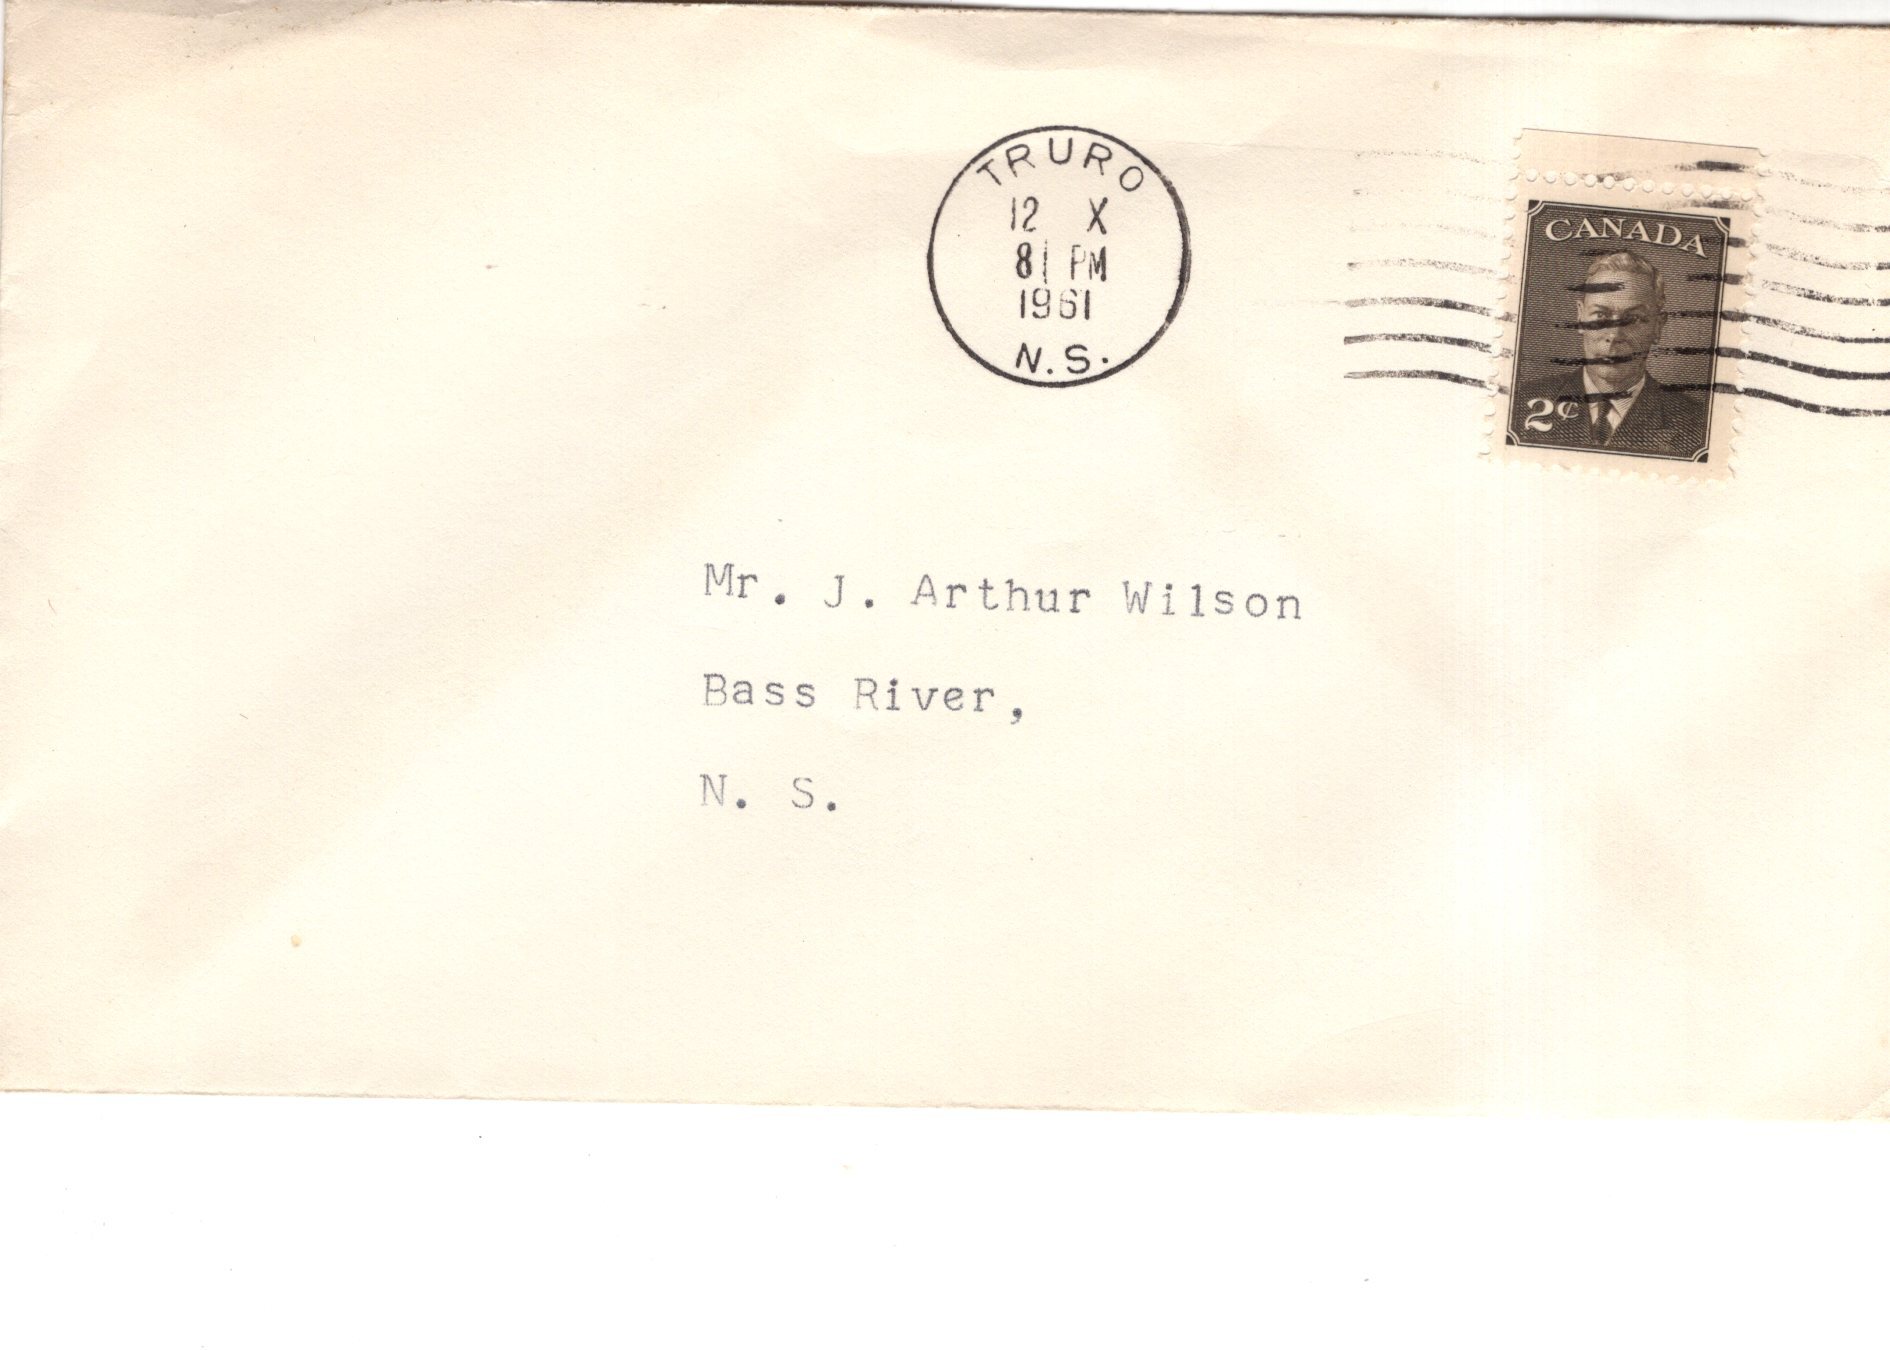 TRURO
12 X
8 PM
1961
N.S.
CANADA
2¢
Mr. J. Arthur Wilson
Bass River,
N. S.